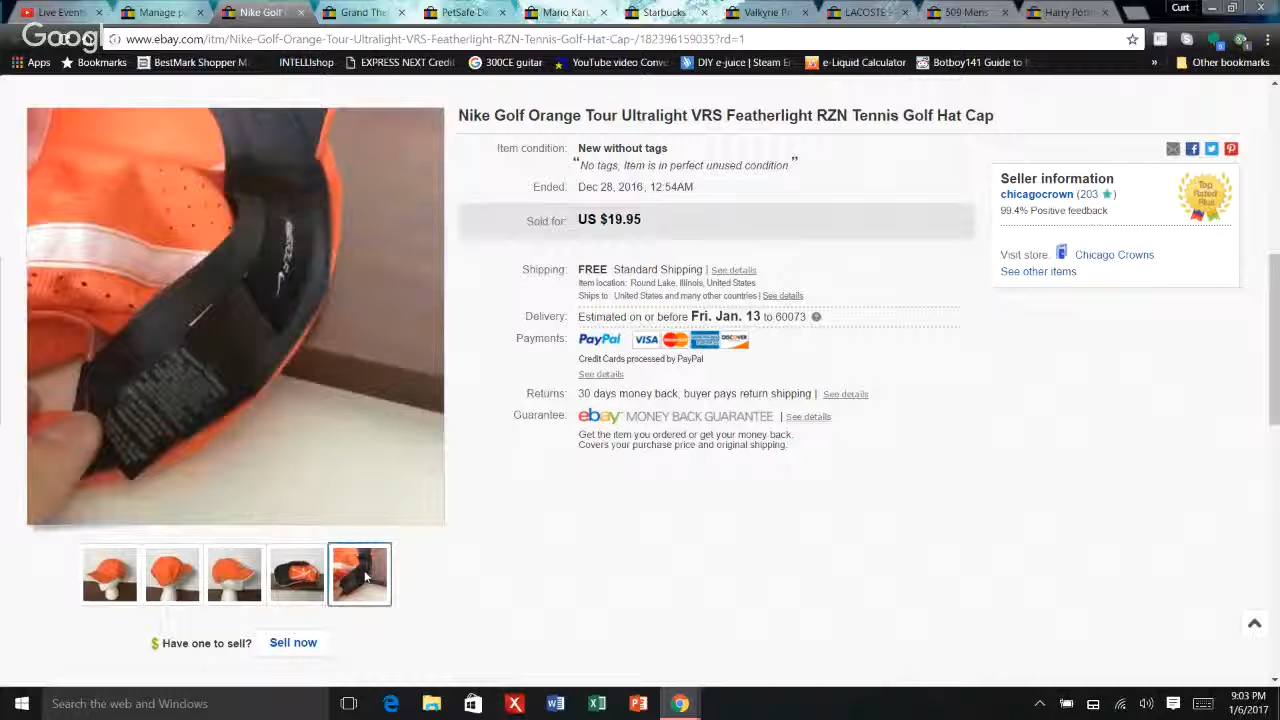 Live Events
Manage
Nike Golf
Grand The
PetSafe D
Mario Kart
Starbucks
Valkyrie P
LACOSTE
509 Mens
Harry Pott
Curt
Goog
www.ebay.com/itm/Nike-Golf-Orange-Tour-Ultralight-VRS-Featherlight-RZN-Tennis-Golf-Hat-Cap-/182396159035?rd=1
Apps
Bookmarks
BestMark Shopper M
INTELLIshop
EXPRESS NEXT Credit
300CE guitar
YouTube video Conve
DIY e-juice | Steam E
e-Liquid Calculator
Botboy141 Guide to
»
Other bookmarks
Nike Golf Orange Tour Ultralight VRS Featherlight RZN Tennis Golf Hat Cap
Item condition: New without tags
“No tags, Item is in perfect unused condition.”
Ended: Dec 28, 2016 , 12:54AM
Sold for: US $19.95
Shipping: FREE Standard Shipping | See details
Item location: Round Lake, Illinois, United States
Ships to: United States and many other countries | See details
Delivery: Estimated on or before Fri. Jan. 13 to 60073
Payments: PayPal VISA MasterCard AMERICAN EXPRESS DISCOVER
Credit Cards processed by PayPal
See details
Returns: 30 days money back, buyer pays return shipping | See details
Guarantee: ebay MONEY BACK GUARANTEE | See details
Get the item you ordered or get your money back.
Covers your purchase price and original shipping.
Seller information
chicagocrown (203 ★)
99.4% Positive feedback
Top Rated Plus
Visit store: Chicago Crowns
See other items
$ Have one to sell? Sell now
Search the web and Windows
9:03 PM
1/6/2017